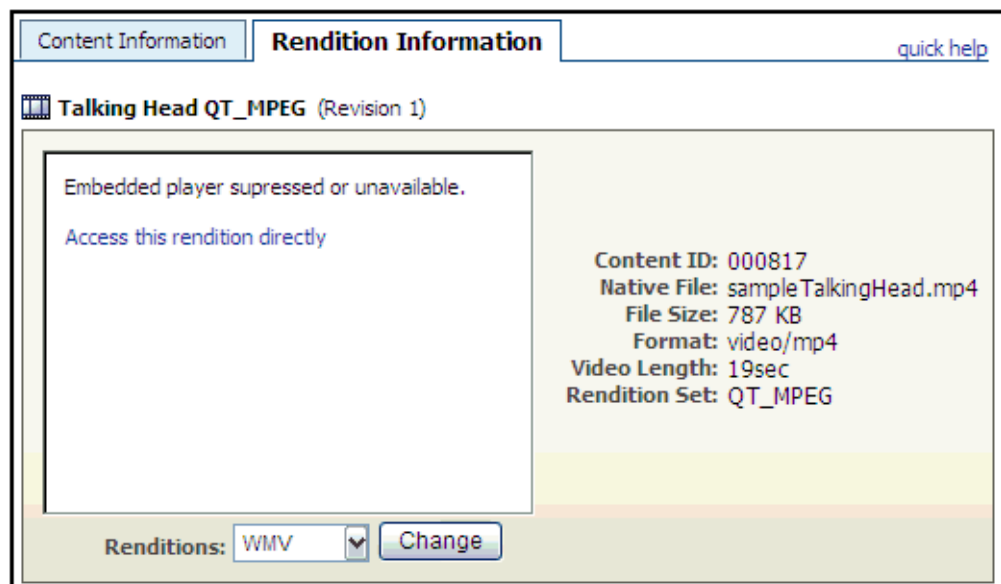 Content Information
Rendition Information
quick help
Talking Head QT_MPEG (Revision 1)
Embedded player supressed or unavailable.
Access this rendition directly
Content ID: 000817
Native File: sampleTalkingHead.mp4
File Size: 787 KB
Format: video/mp4
Video Length: 19sec
Rendition Set: QT_MPEG
Renditions: WMV Change